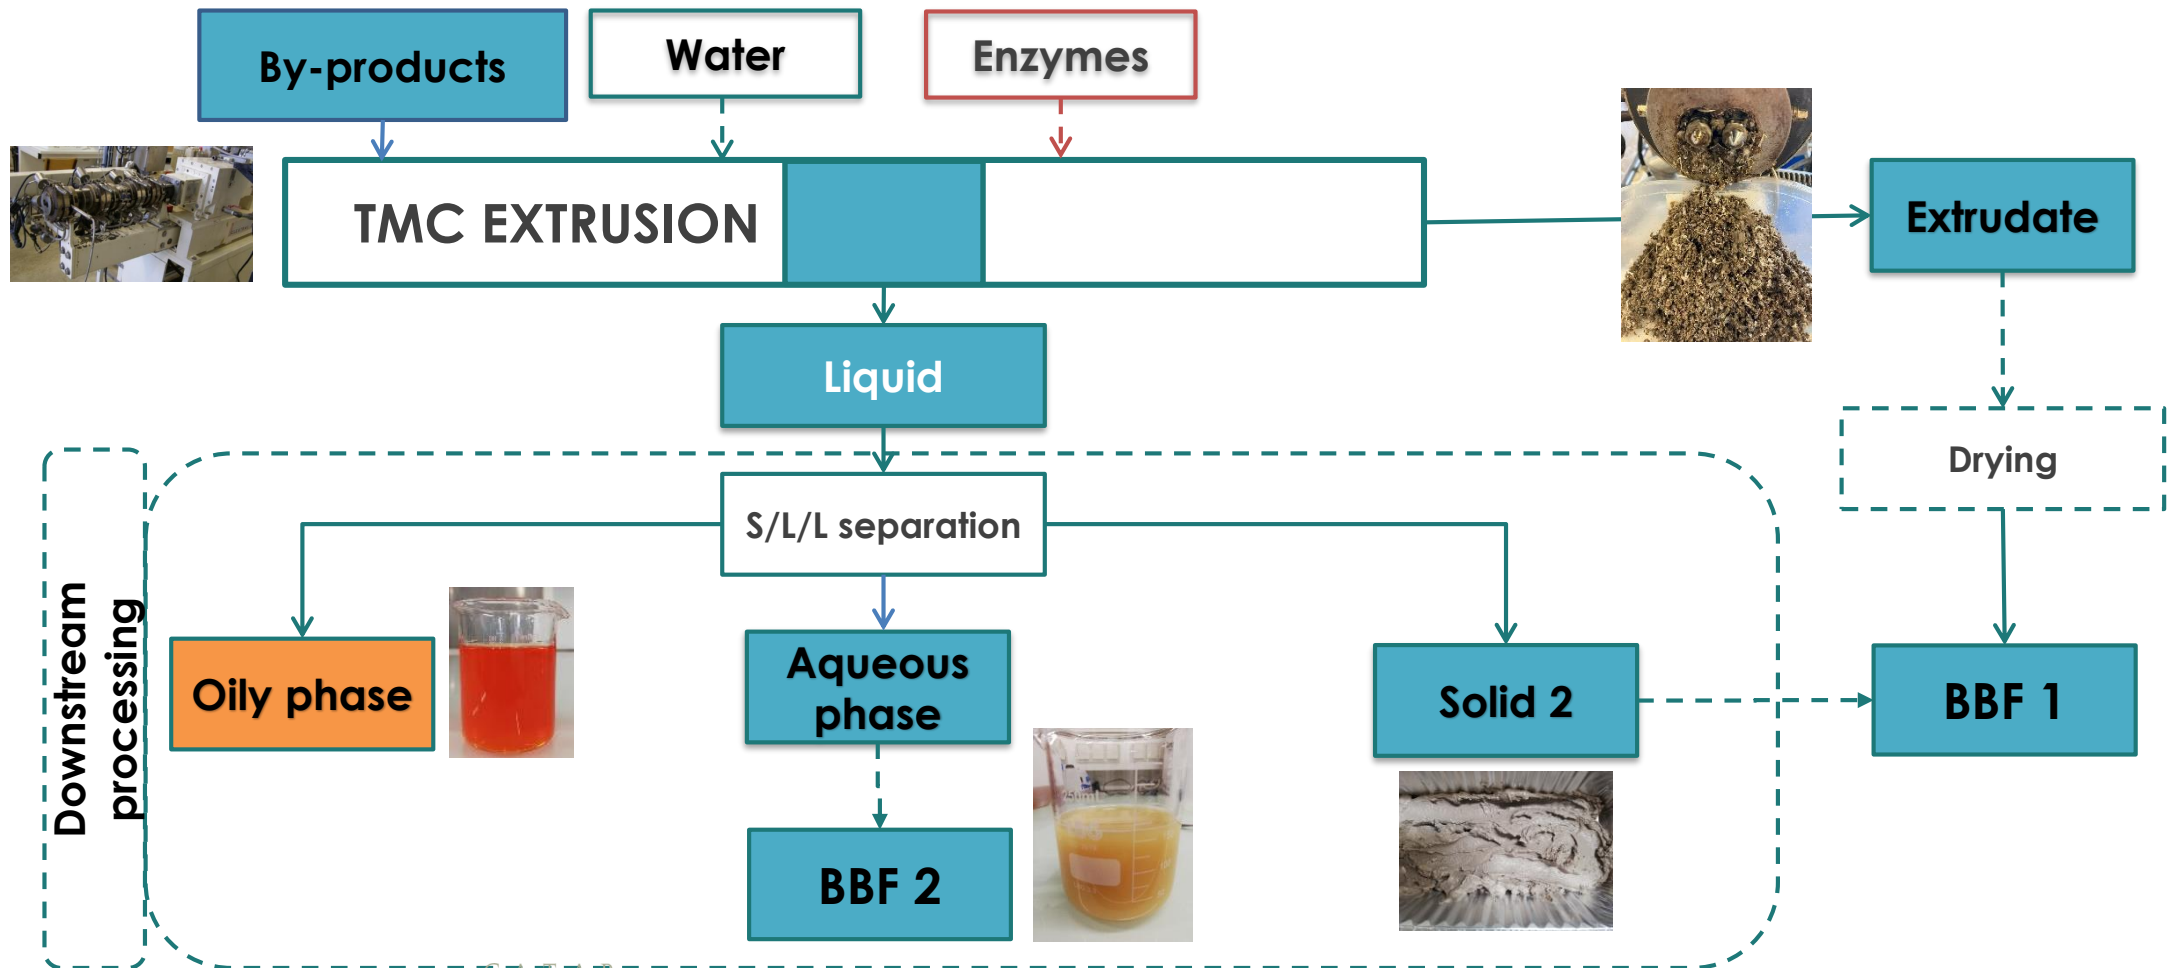 By-products
Water
Enzymes
TMC EXTRUSION
Extrudate
Liquid
Drying
S/L/L separation
Downstream
processing
Oily phase
Aqueous
phase
Solid 2
BBF 1
BBF 2